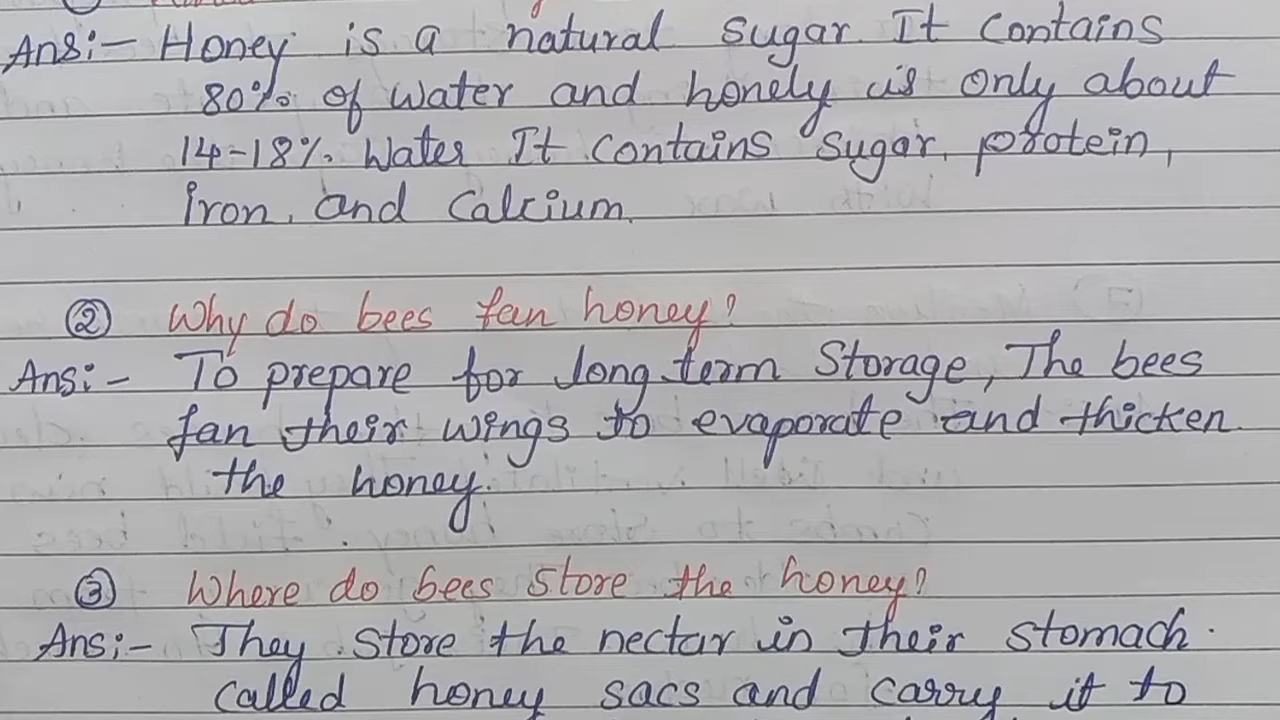 Ans:- Honey is a natural sugar. It contains
80% of water and honely is only about
14-18% water It contains sugar, protein,
iron, and calcium.
② Why do bees fan honey?
Ans:- To prepare for long term storage, The bees
fan their wings to evaporate and thicken
the honey.
③ Where do bees store the honey?
Ans:- They store the nectar in their stomach
called honey sacs and carry it to